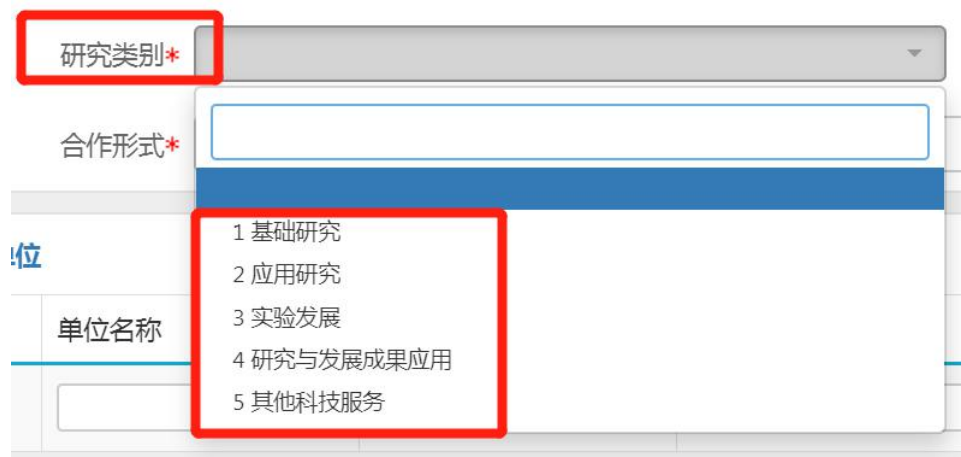 研究类别*
合作形式*
1 基础研究
单位
2 应用研究
3 实验发展
单位名称
4 研究与发展成果应用
5 其他科技服务